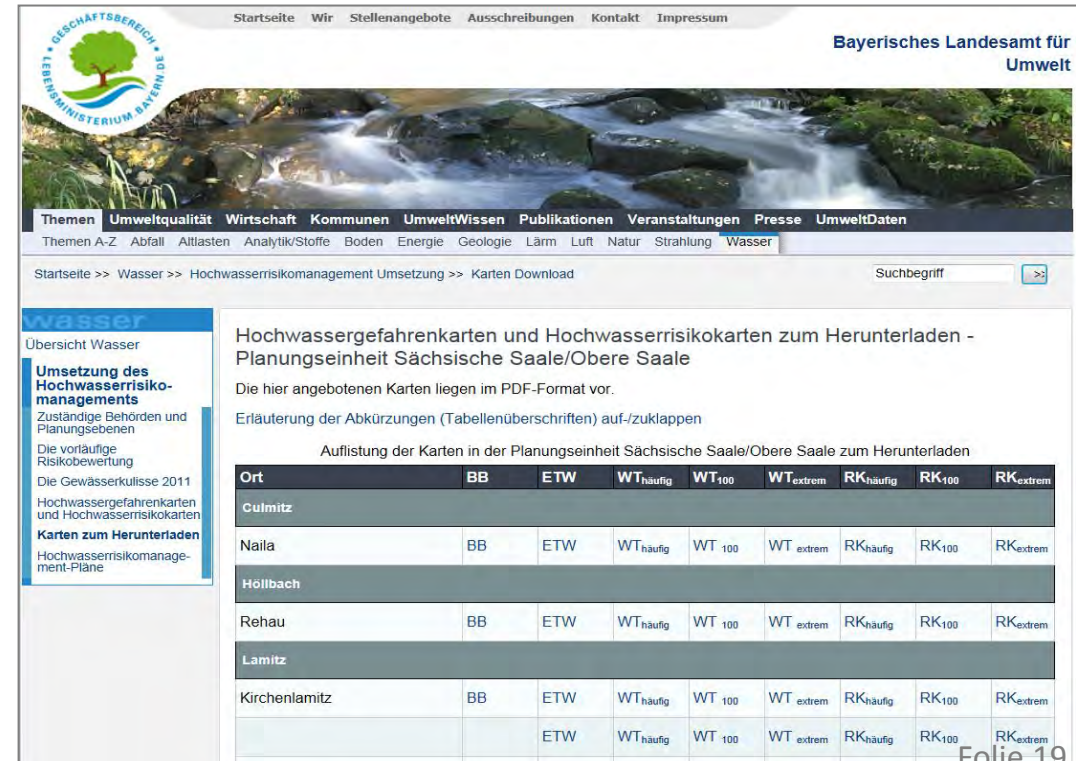 GESCHÄFTSBEREICH • LEBENSMINISTERIUM.BAYERN.DE •
Startseite Wir Stellenangebote Ausschreibungen Kontakt Impressum
Bayerisches Landesamt für
Umwelt
Themen Umweltqualität Wirtschaft Kommunen UmweltWissen Publikationen Veranstaltungen Presse UmweltDaten
Themen A-Z Abfall Altlasten Analytik/Stoffe Boden Energie Geologie Lärm Luft Natur Strahlung Wasser
Startseite >> Wasser >> Hochwasserrisikomanagement Umsetzung >> Karten Download
Suchbegriff >>
wasser
Übersicht Wasser
Umsetzung des
Hochwasserrisiko-
managements
Zuständige Behörden und
Planungsebenen
Die vorläufige
Risikobewertung
Die Gewässerkulisse 2011
Hochwassergefahrenkarten
und Hochwasserrisikokarten
Karten zum Herunterladen
Hochwasserrisikomanage-
ment-Pläne
Hochwassergefahrenkarten und Hochwasserrisikokarten zum Herunterladen -
Planungseinheit Sächsische Saale/Obere Saale
Die hier angebotenen Karten liegen im PDF-Format vor.
Erläuterung der Abkürzungen (Tabellenüberschriften) auf-/zuklappen
Auflistung der Karten in der Planungseinheit Sächsische Saale/Obere Saale zum Herunterladen
Ort BB ETW WThäufig WT100 WTextrem RKhäufig RK100 RKextrem
Culmitz
Naila BB ETW WThäufig WT 100 WT extrem RKhäufig RK100 RKextrem
Höllbach
Rehau BB ETW WThäufig WT 100 WT extrem RKhäufig RK100 RKextrem
Lamitz
Kirchenlamitz BB ETW WThäufig WT 100 WT extrem RKhäufig RK100 RKextrem
ETW WThäufig WT 100 WT extrem RKhäufig RK100 RKextrem
Folie 19